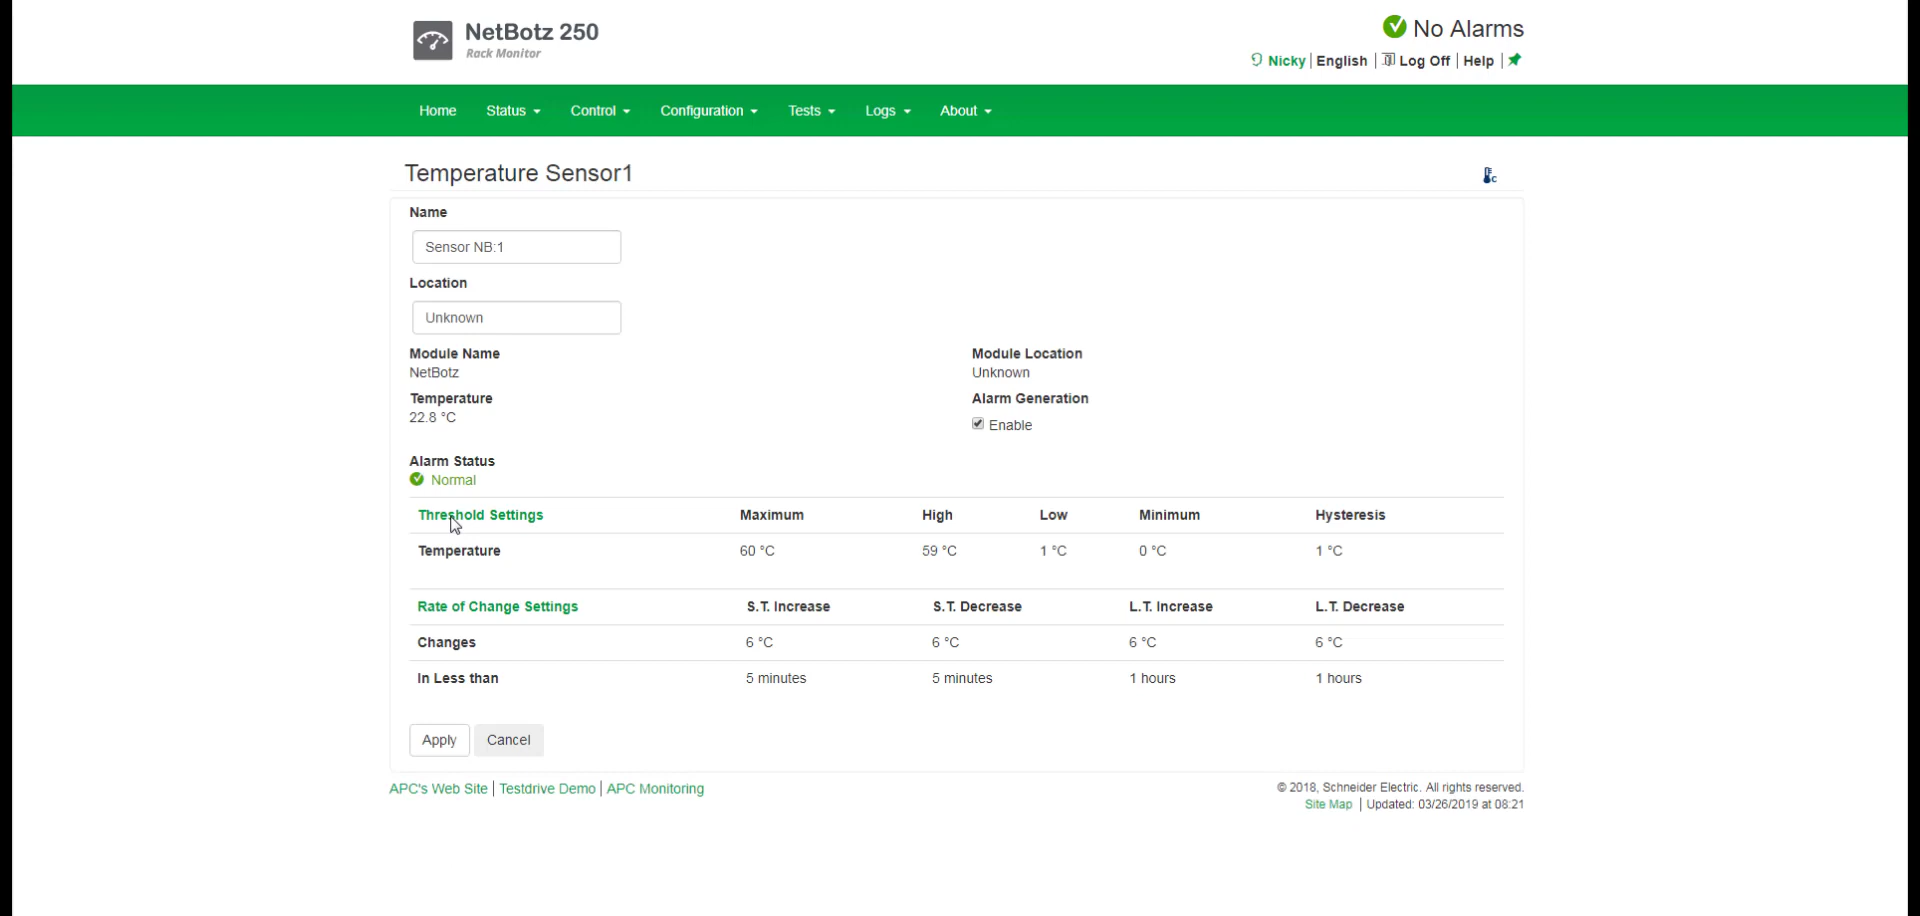 NetBotz 250
Rack Monitor
No Alarms
Nicky | English | Log Off | Help |
Home Status Control Configuration Tests Logs About
Temperature Sensor1
Name
Sensor NB:1
Location
Unknown
Module Name Module Location
NetBotz Unknown
Temperature Alarm Generation
22.8 °C
Enable
Alarm Status
Normal
Threshold Settings Maximum High Low Minimum Hysteresis
Temperature 60 °C 59 °C 1 °C 0 °C 1 °C
Rate of Change Settings S.T. Increase S.T. Decrease L.T. Increase L.T. Decrease
Changes 6 °C 6 °C 6 °C 6 °C
In Less than 5 minutes 5 minutes 1 hours 1 hours
Apply Cancel
APC's Web Site | Testdrive Demo | APC Monitoring © 2018, Schneider Electric. All rights reserved.
Site Map | Updated: 03/26/2019 at 08:21